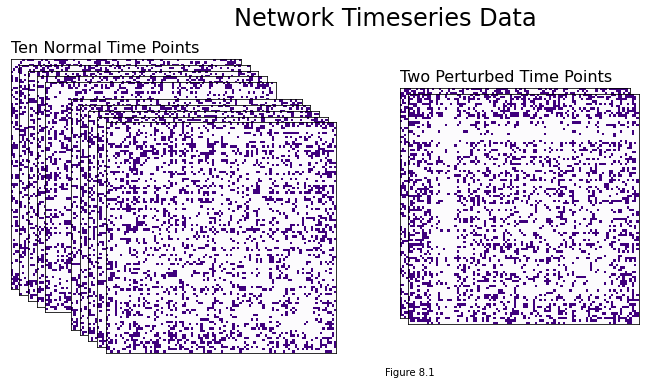 Network Timeseries Data
Ten Normal Time Points
Two Perturbed Time Points
Figure 8.1